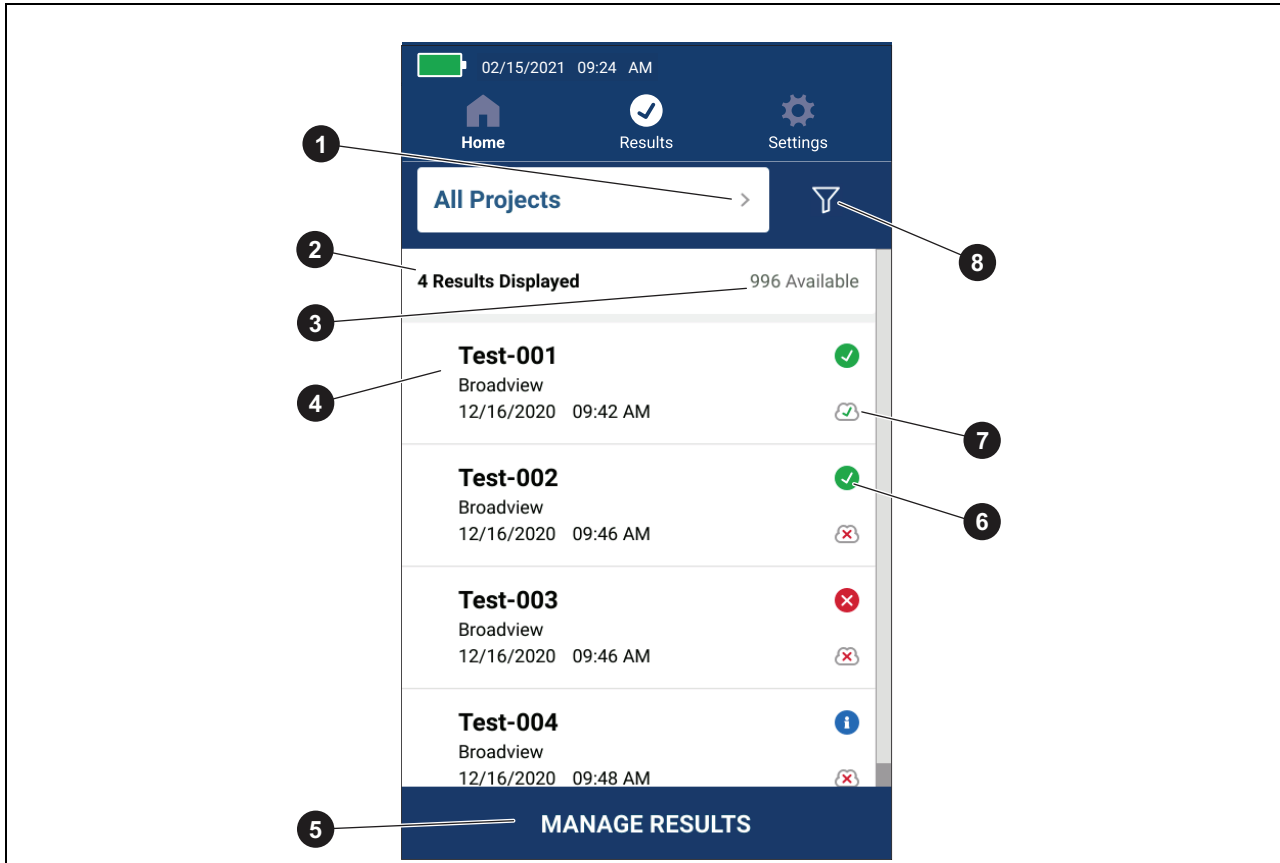 02/15/2021 09:24 AM
Home Results Settings
1
All Projects
8
2
4 Results Displayed 996 Available
3
Test-001
Broadview
4
12/16/2020 09:42 AM
7
Test-002
Broadview
6
12/16/2020 09:46 AM
Test-003
Broadview
12/16/2020 09:46 AM
Test-004
Broadview
12/16/2020 09:48 AM
5
MANAGE RESULTS